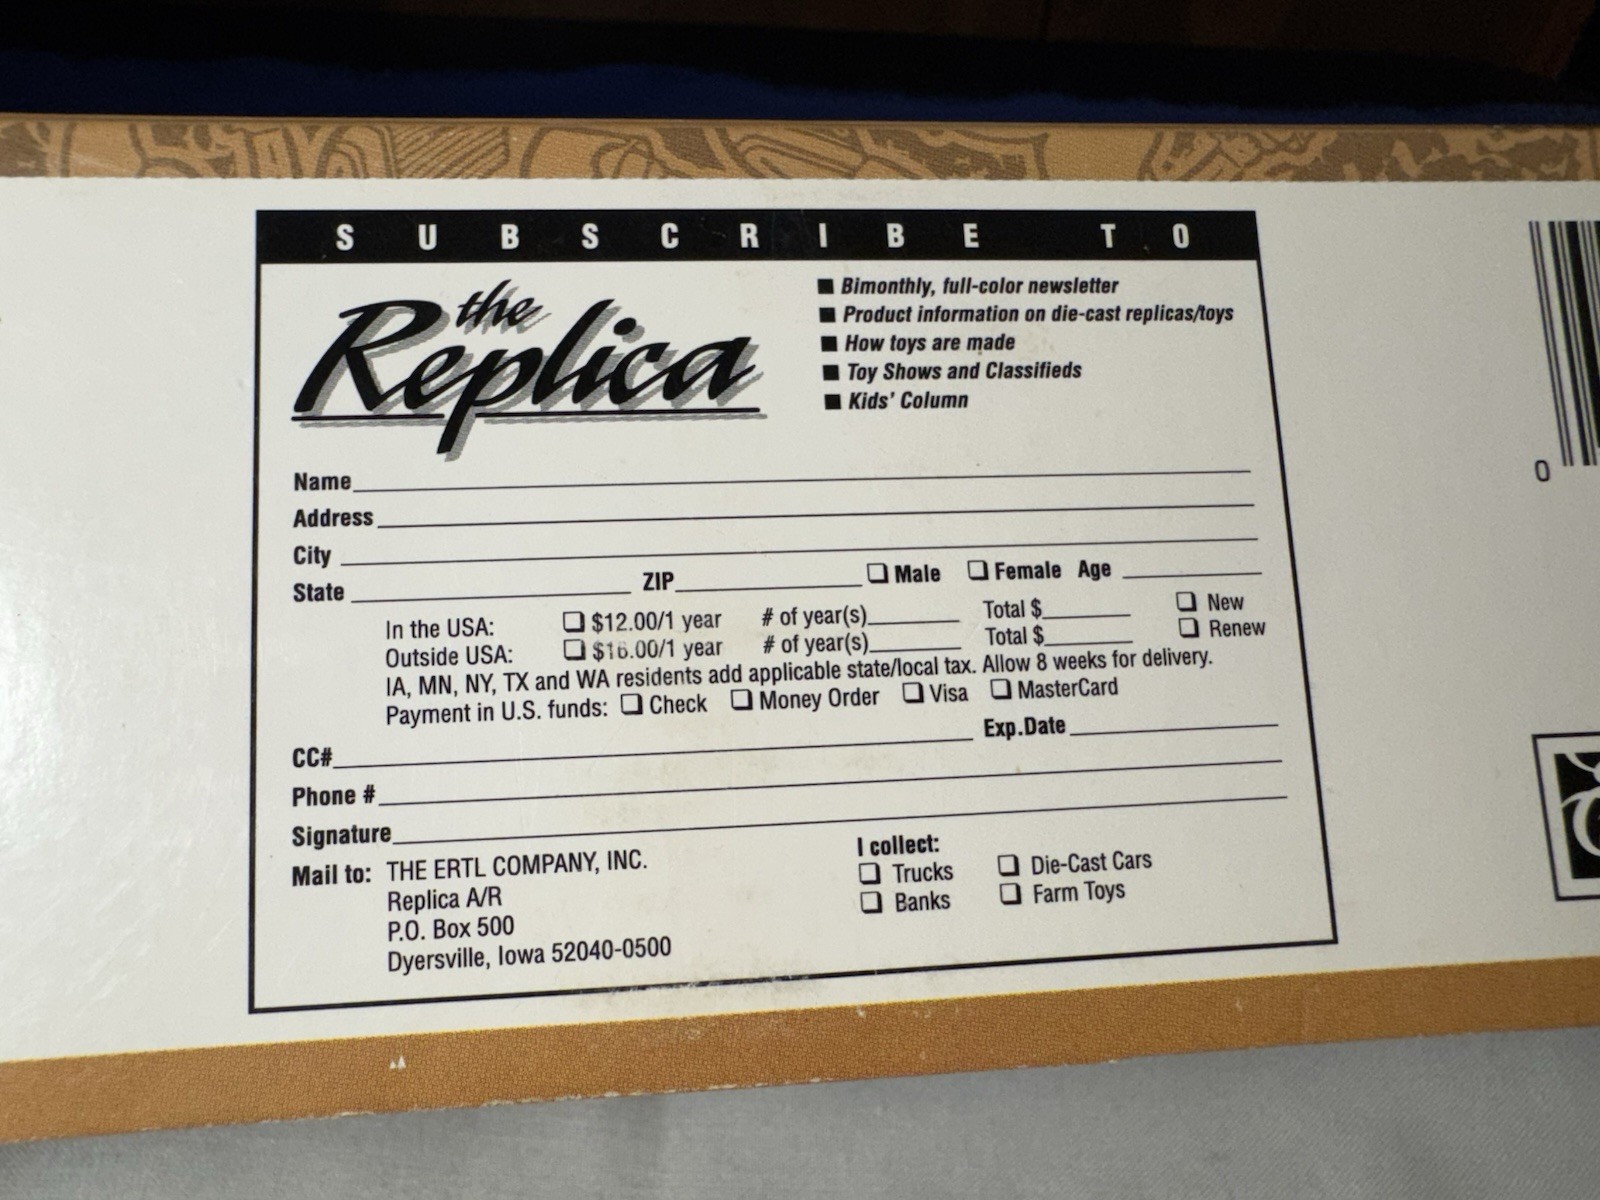 SUBSCRIBE TO
the
Replica
■ Bimonthly, full-color newsletter
■ Product information on die-cast replicas/toys
■ How toys are made
■ Toy Shows and Classifieds
■ Kids' Column
Name
Address
City
State ZIP ❏ Male ❏ Female Age
In the USA: ❏ $12.00/1 year # of year(s) Total $ ❏ New
Outside USA: ❏ $16.00/1 year # of year(s) Total $ ❏ Renew
IA, MN, NY, TX and WA residents add applicable state/local tax. Allow 8 weeks for delivery.
Payment in U.S. funds: ❏ Check ❏ Money Order ❏ Visa ❏ MasterCard
CC# Exp.Date
Phone #
Signature
Mail to: THE ERTL COMPANY, INC.
Replica A/R
P.O. Box 500
Dyersville, Iowa 52040-0500
I collect:
❏ Trucks ❏ Die-Cast Cars
❏ Banks ❏ Farm Toys
0